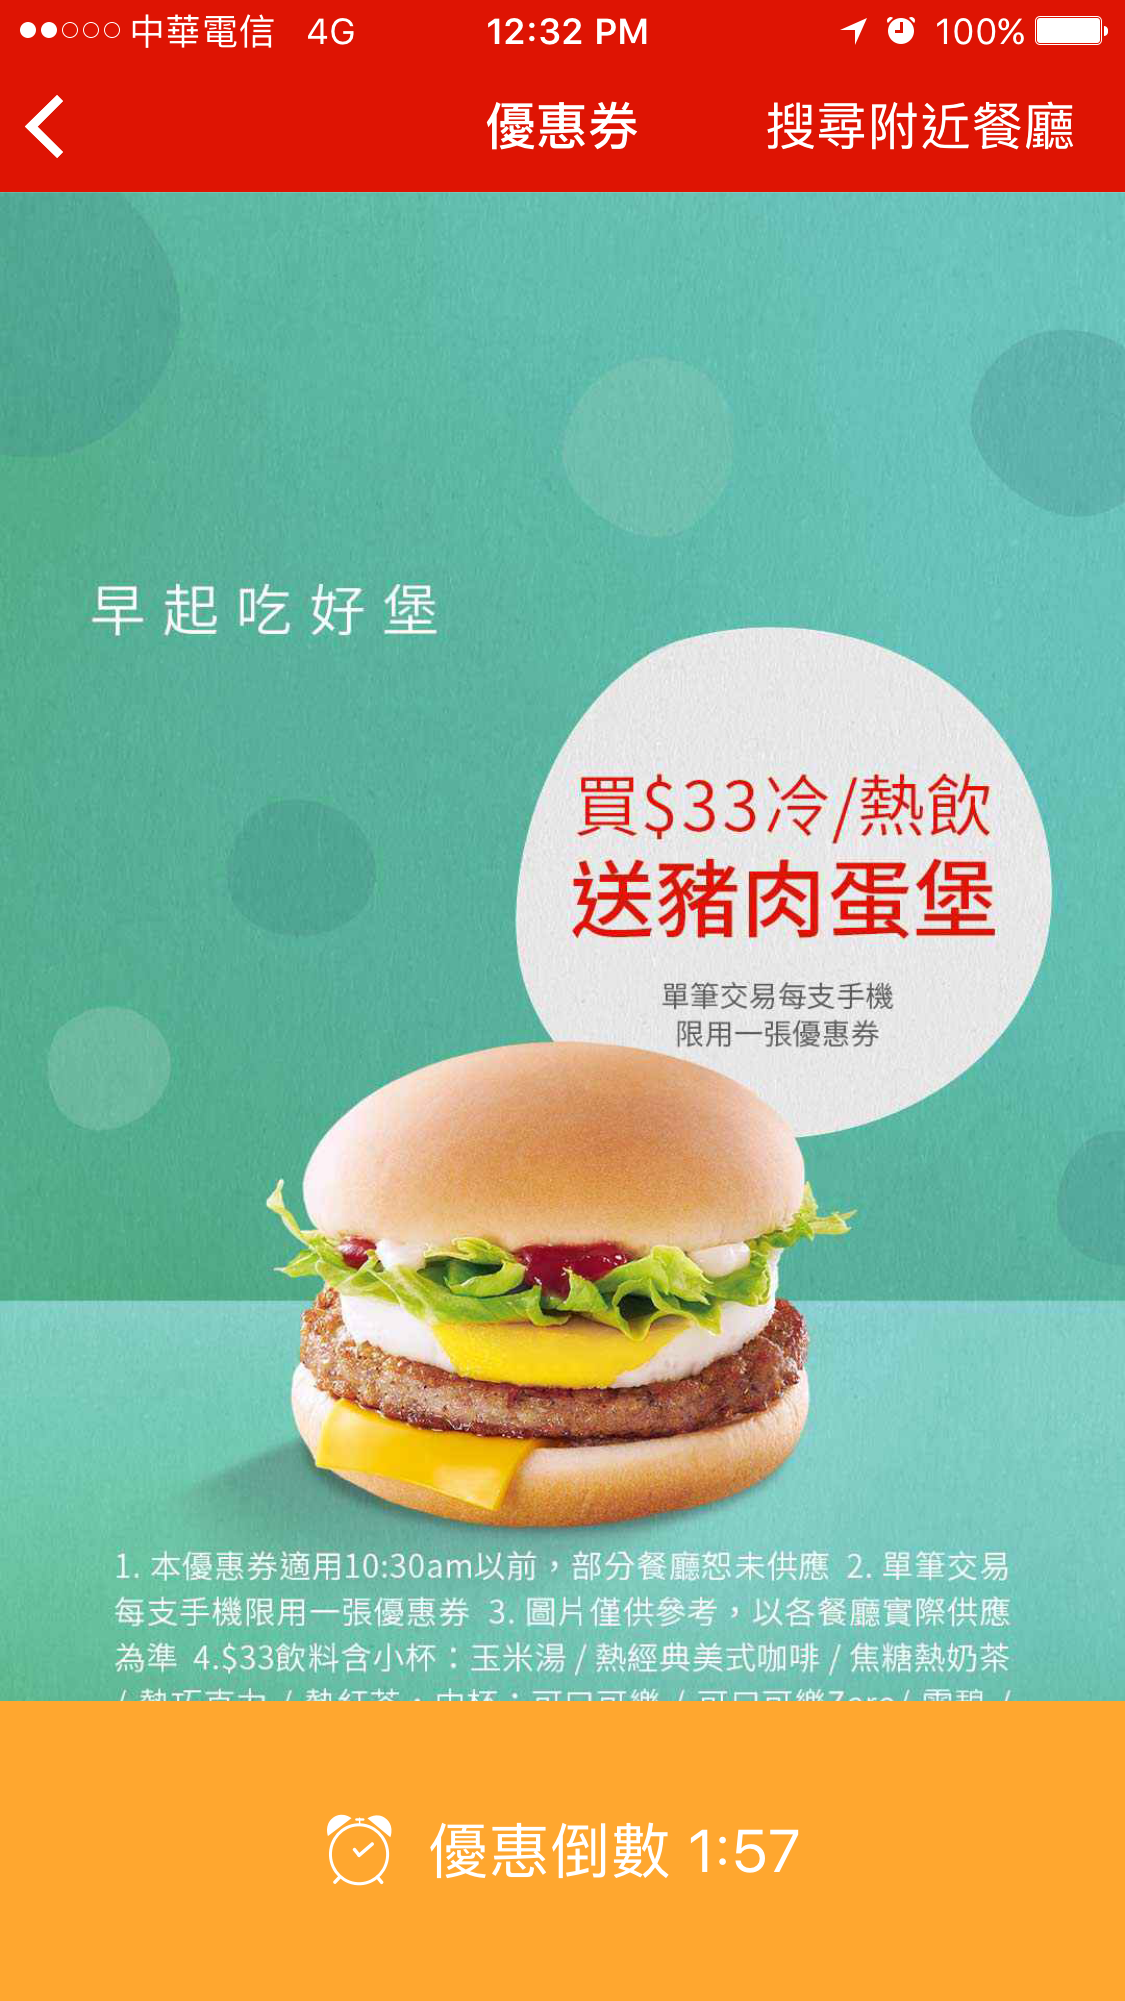 中華電信 4G 12:32 PM 100%
優惠券 搜尋附近餐廳
早起吃好堡
買$33冷/熱飲
送豬肉蛋堡
單筆交易每支手機
限用一張優惠券
1. 本優惠券適用10:30am以前，部分餐廳恕未供應 2. 單筆交易
每支手機限用一張優惠券 3. 圖片僅供參考，以各餐廳實際供應
為準 4.$33飲料含小杯：玉米湯 / 熱經典美式咖啡 / 焦糖熱奶茶
優惠倒數 1:57